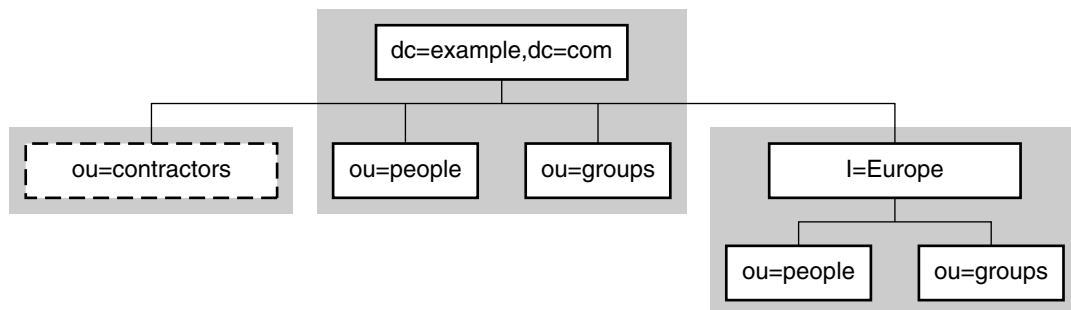 dc=example,dc=com
ou=contractors
ou=people
ou=groups
l=Europe
ou=people
ou=groups